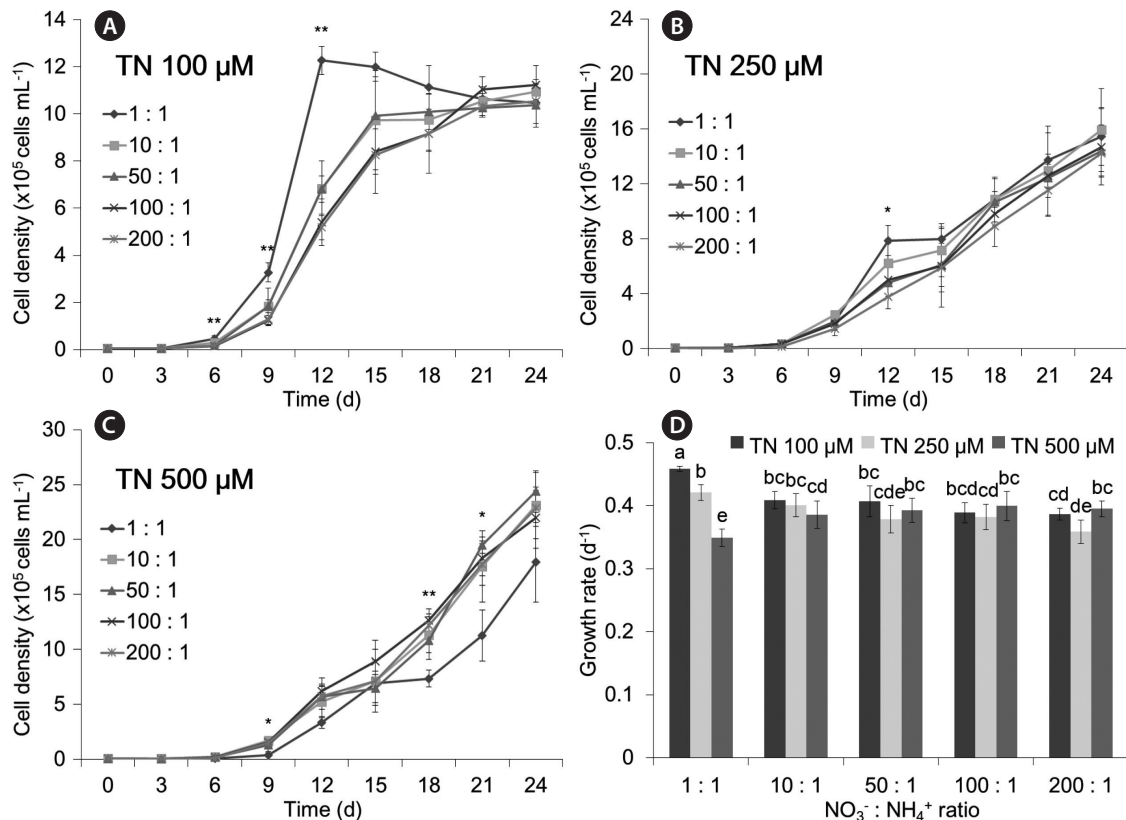 A
TN 100 µM
1 : 1
10 : 1
50 : 1
100 : 1
200 : 1
Cell density (x10⁵ cells mL⁻¹)
14
12
10
8
6
4
2
0
** ** **
0 3 6 9 12 15 18 21 24
Time (d)
B
TN 250 µM
1 : 1
10 : 1
50 : 1
100 : 1
200 : 1
Cell density (x10⁵ cells mL⁻¹)
24
20
16
12
8
4
0
*
0 3 6 9 12 15 18 21 24
Time (d)
C
TN 500 µM
1 : 1
10 : 1
50 : 1
100 : 1
200 : 1
Cell density (x10⁵ cells mL⁻¹)
30
25
20
15
10
5
0
* ** *
0 3 6 9 12 15 18 21 24
Time (d)
D
TN 100 µM TN 250 µM TN 500 µM
Growth rate (d⁻¹)
0.5
0.4
0.3
0.2
0.1
0
a b e bc bc cd bc cde bc bcd cd bc cd de bc
1 : 1 10 : 1 50 : 1 100 : 1 200 : 1
NO₃⁻ : NH₄⁺ ratio